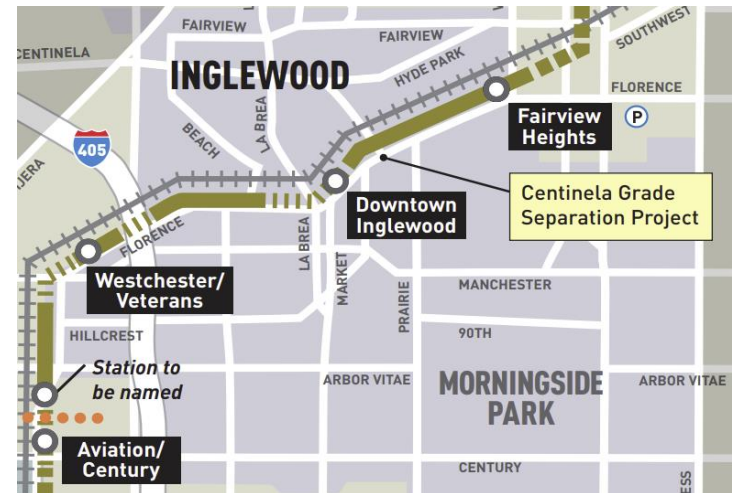 FAIRVIEW
FAIRVIEW
SOUTHWEST
CENTINELA
INGLEWOOD
HYDE PARK
FLORENCE
LA BREA
BEACH
405
Fairview
Heights
P
Centinela Grade
Separation Project
Downtown
Inglewood
FLORENCE
LA BREA
MARKET
PRAIRIE
Westchester/
Veterans
MANCHESTER
HILLCREST
90TH
Station to
be named
ARBOR VITAE
MORNINGSIDE
PARK
ARBOR VITAE
Aviation/
Century
CENTURY